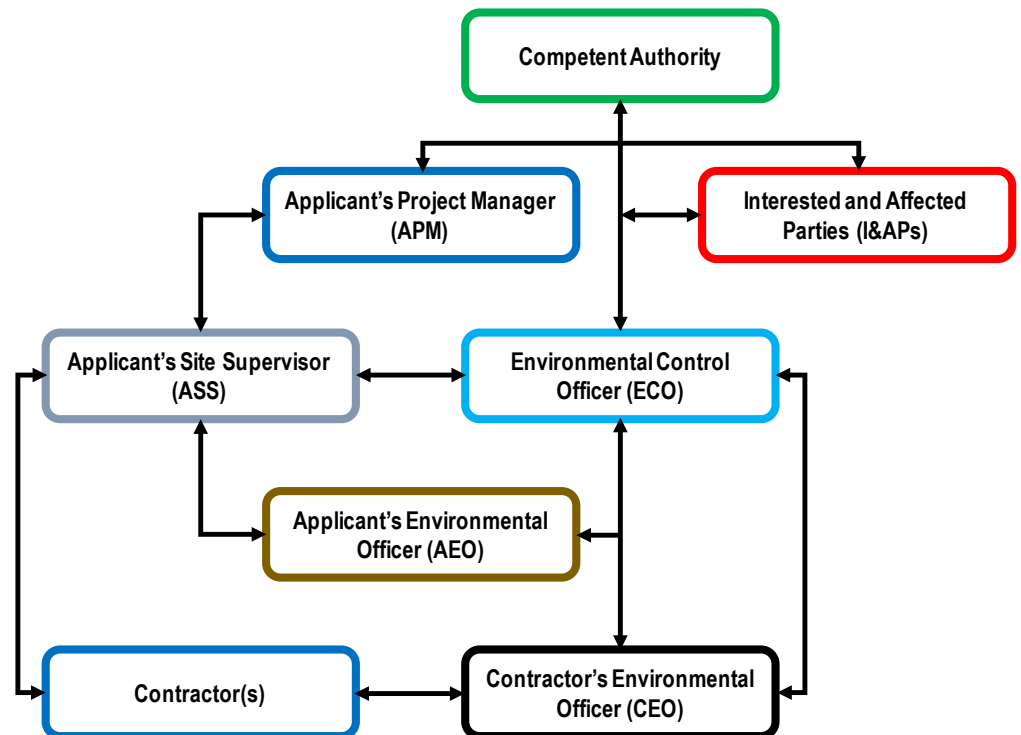 Competent Authority
Applicant's Project Manager
(APM)
Interested and Affected
Parties (I&APs)
Applicant's Site Supervisor
(ASS)
Environmental Control
Officer (ECO)
Applicant's Environmental
Officer (AEO)
Contractor(s)
Contractor's Environmental
Officer (CEO)